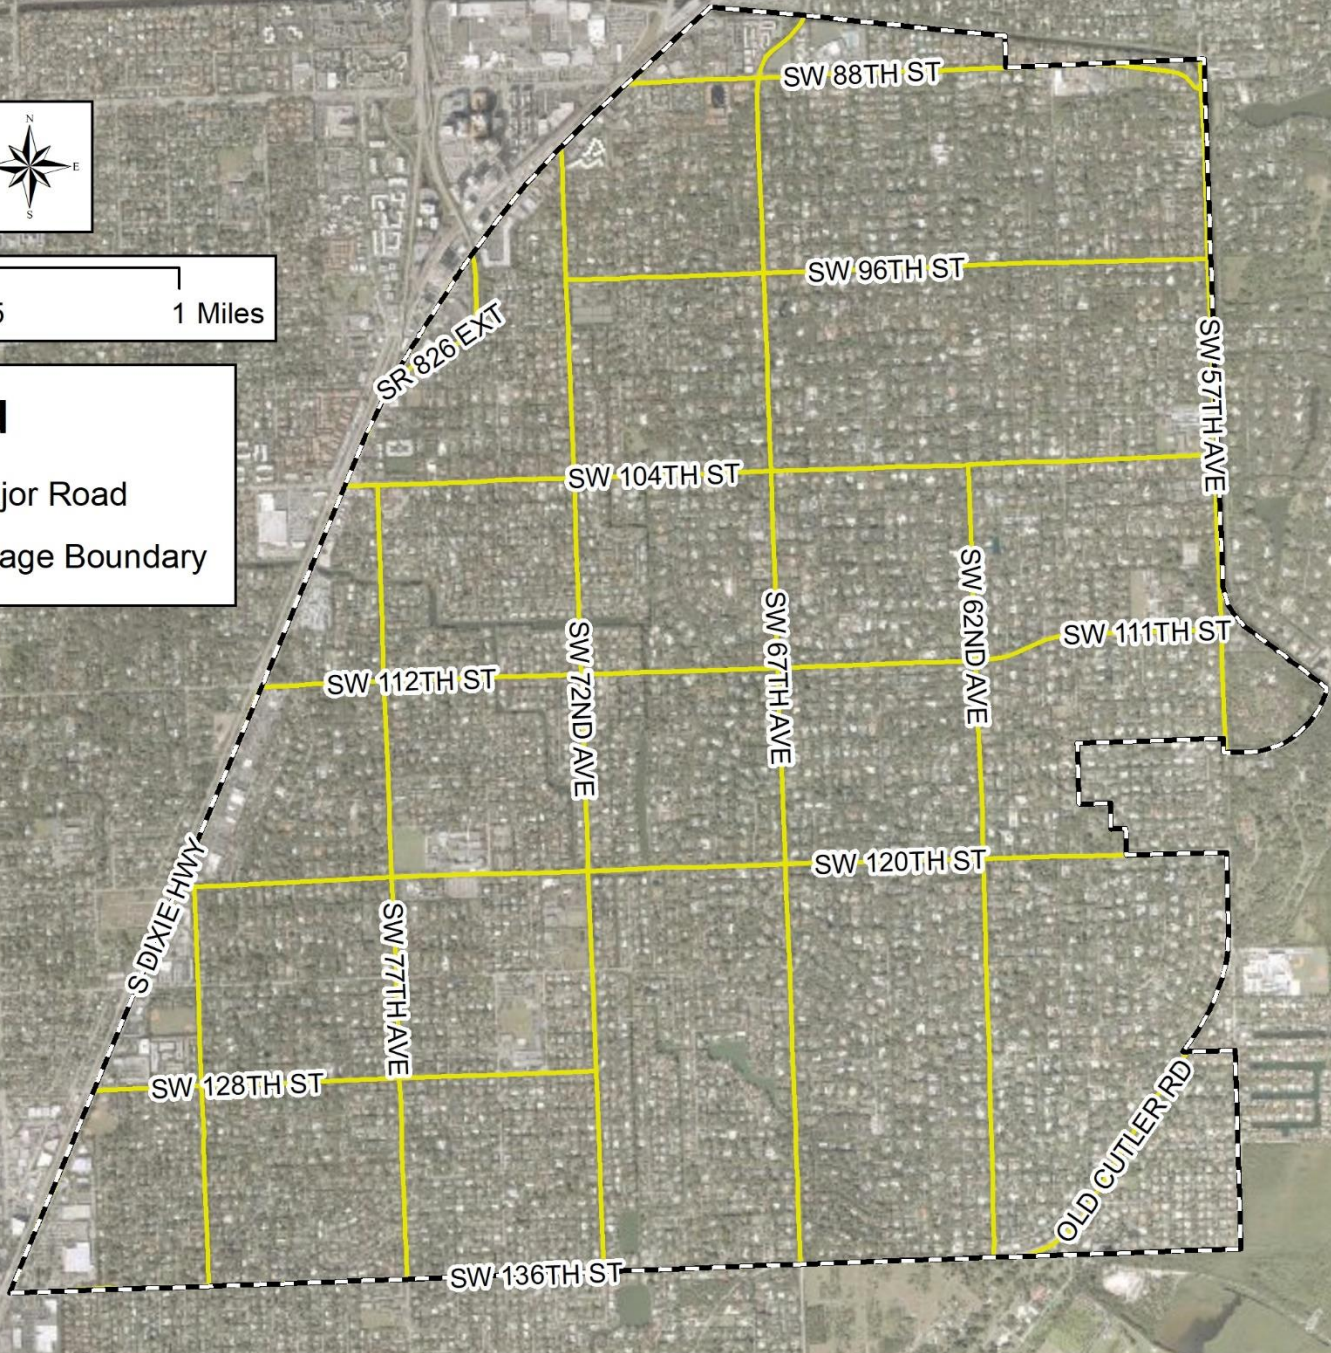 N
E
S
5
1 Miles
d
jor Road
age Boundary
SW 88TH ST
SW 96TH ST
SR 826 EXT
SW 57TH AVE
SW 104TH ST
SW 62ND AVE
SW 67TH AVE
SW 72ND AVE
SW 111TH ST
SW 112TH ST
SW 120TH ST
S DIXIE HWY
SW 77TH AVE
SW 128TH ST
OLD CUTLER RD
SW 136TH ST